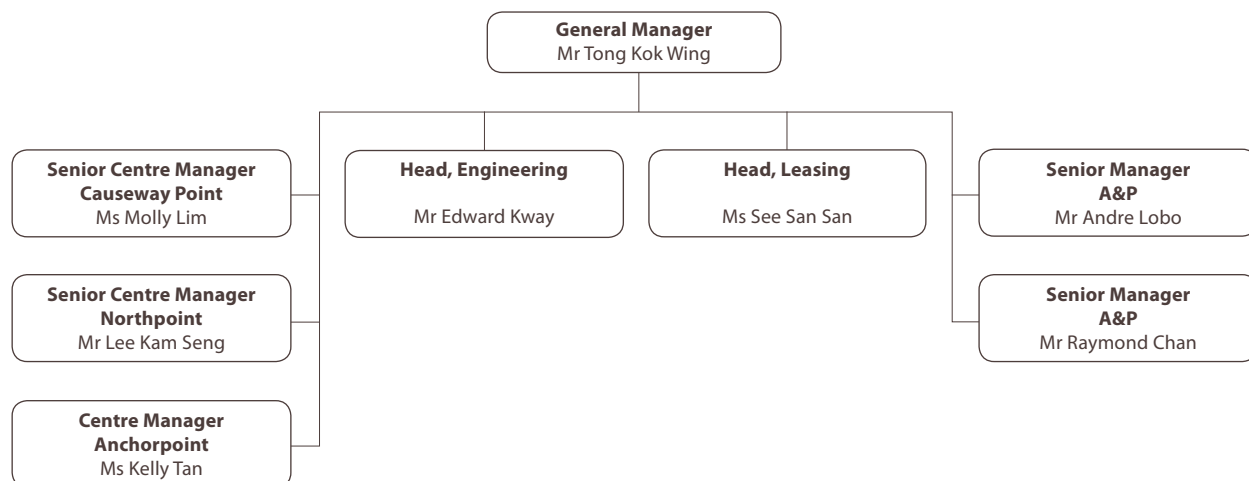 General Manager
Mr Tong Kok Wing
Senior Centre Manager
Causeway Point
Ms Molly Lim
Head, Engineering
Mr Edward Kway
Head, Leasing
Ms See San San
Senior Manager
A&P
Mr Andre Lobo
Senior Centre Manager
Northpoint
Mr Lee Kam Seng
Senior Manager
A&P
Mr Raymond Chan
Centre Manager
Anchorpoint
Ms Kelly Tan